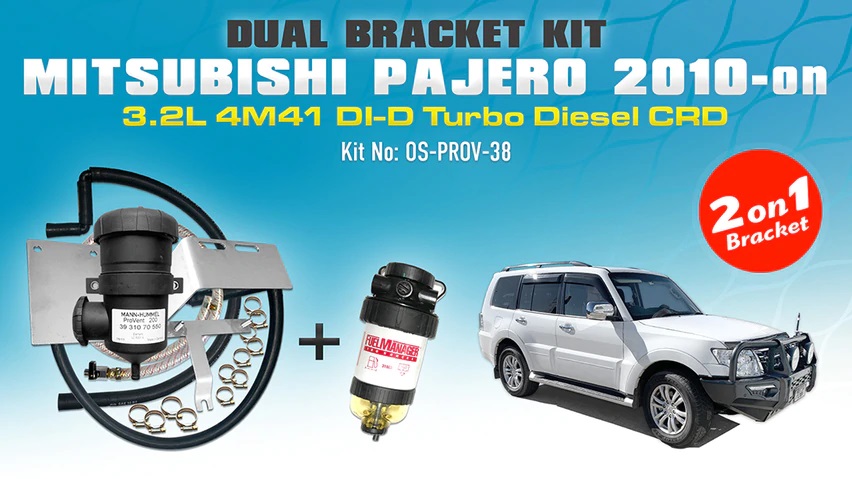 DUAL BRACKET KIT
MITSUBISHI PAJERO 2010-on
3.2L 4M41 DI-D Turbo Diesel CRD
Kit No: OS-PROV-38
2 on 1
Bracket
MANN+HUMMEL
ProVent 200
39 310 70 550
FUELMANAGER
+